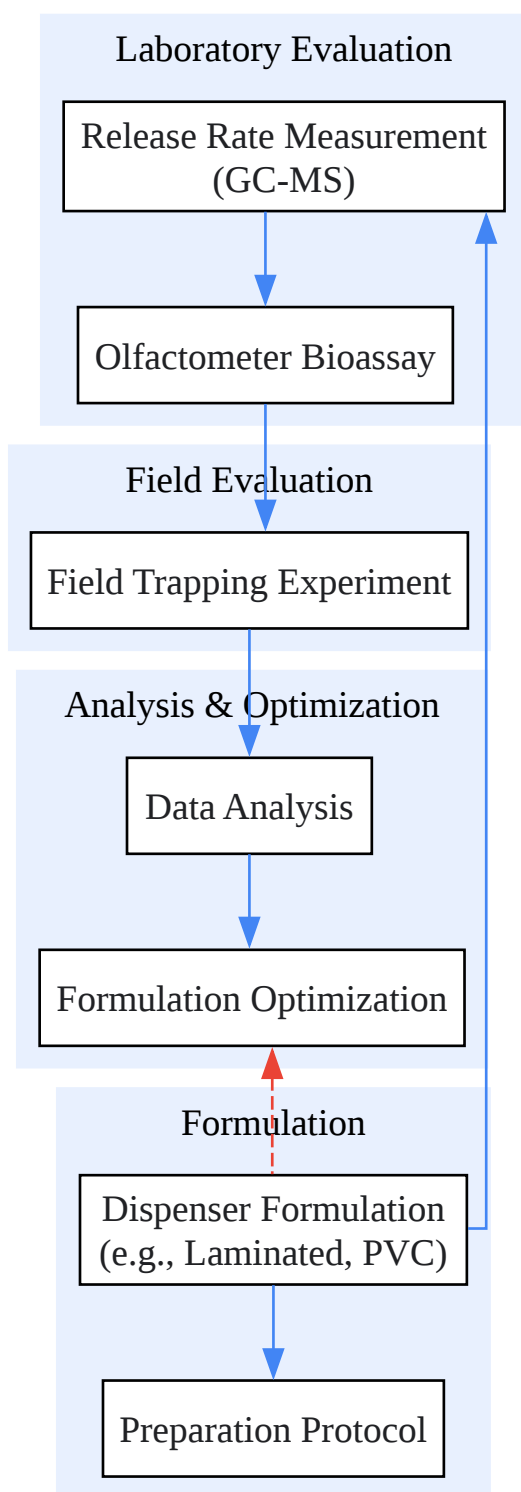 Laboratory Evaluation
Release Rate Measurement
(GC-MS)
Olfactometer Bioassay
Field Evaluation
Field Trapping Experiment
Analysis & Optimization
Data Analysis
Formulation Optimization
Formulation
Dispenser Formulation
(e.g., Laminated, PVC)
Preparation Protocol